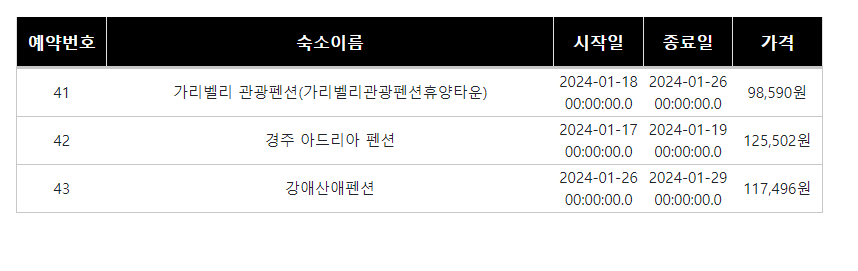 예약번호 숙소이름 시작일 종료일 가격
41 가리벨리 관광펜션(가리벨리관광펜션휴양타운) 2024-01-18 00:00:00.0 2024-01-26 00:00:00.0 98,590원
42 경주 아드리아 펜션 2024-01-17 00:00:00.0 2024-01-19 00:00:00.0 125,502원
43 강애산애펜션 2024-01-26 00:00:00.0 2024-01-29 00:00:00.0 117,496원